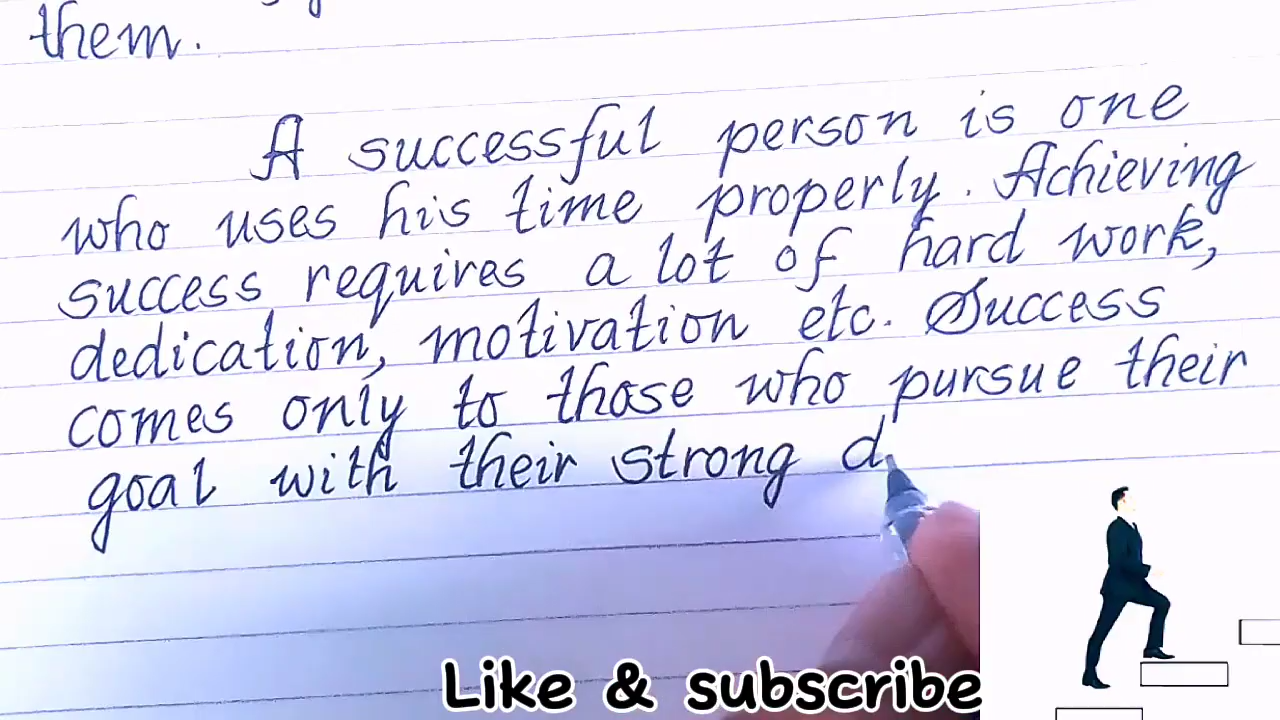 them.
A successful person is one
who uses his time properly. Achieving
success requires a lot of hard work,
dedication, motivation etc. Success
comes only to those who pursue their
goal with their strong d
Like & subscribe